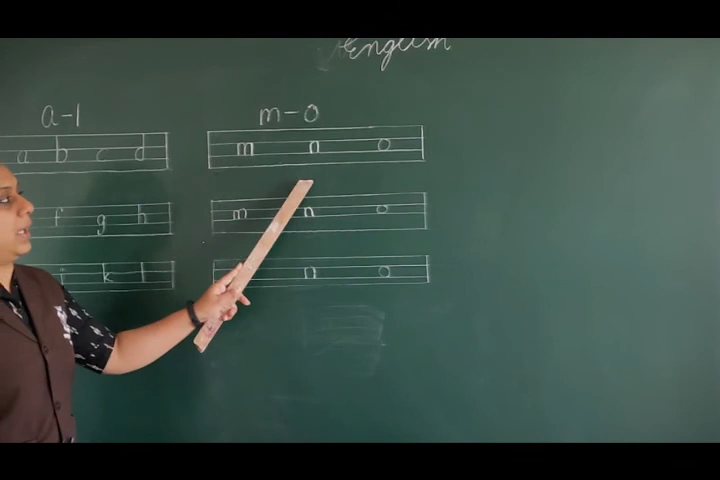 English
a-l
a b c d
f g h
i k l
m-o
m n o
m n o
n o